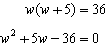 w(w + 5) = 36
w² + 5w − 36 = 0